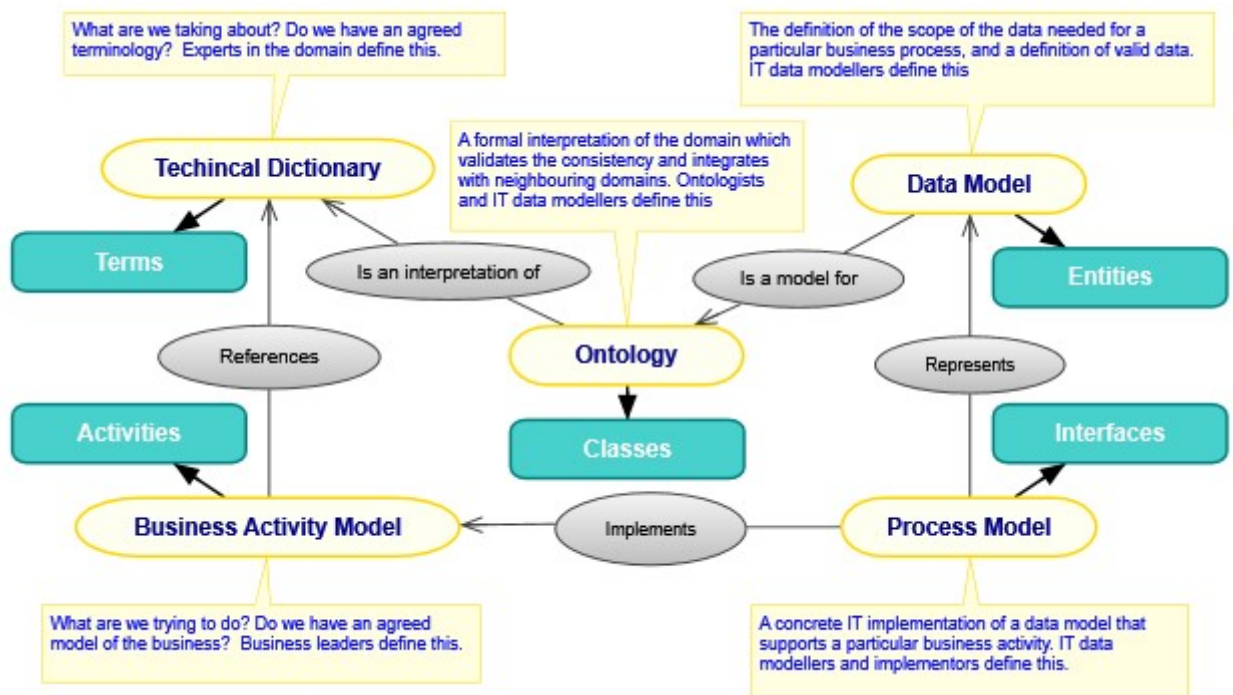 What are we taking about? Do we have an agreed
terminology?  Experts in the domain define this.
The definition of the scope of the data needed for a
particular business process, and a definition of valid data.
IT data modellers define this
Techincal Dictionary
A formal interpretation of the domain which
validates the consistency and integrates
with neighbouring domains. Ontologists
and IT data modellers define this
Data Model
Terms
Is an interpretation of
Is a model for
Entities
References
Ontology
Represents
Activities
Classes
Interfaces
Business Activity Model
Implements
Process Model
What are we trying to do? Do we have an agreed
model of the business?  Business leaders define this.
A concrete IT implementation of a data model that
supports a particular business activity. IT data
modellers and implementors define this.